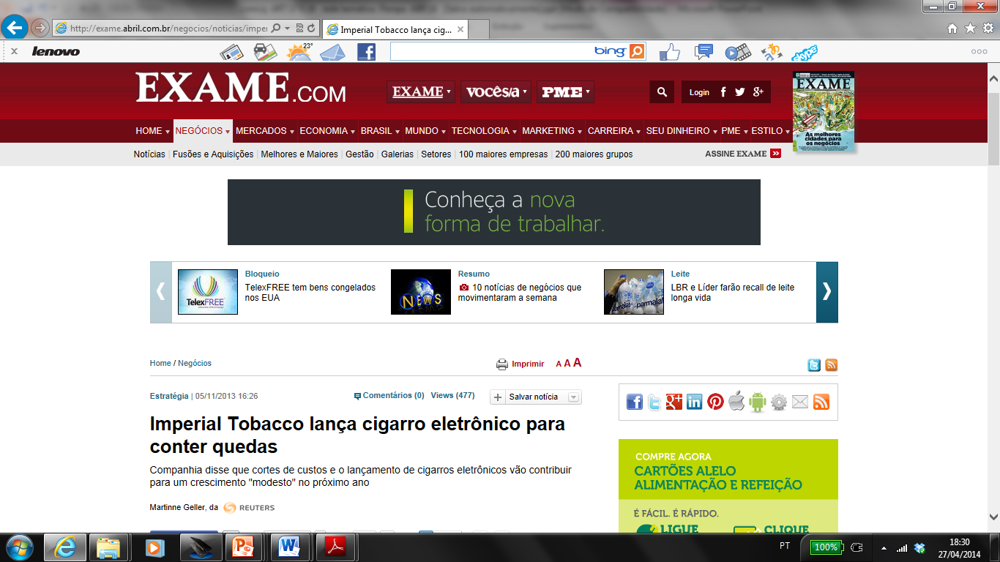 http://exame.abril.com.br/negocios/noticias/impei
Imperial Tobacco lança cig...
lenovo
23°
bing
EXAME.COM
EXAME
VOCÊS/A
PME
Login
EXAME
As melhores cidades para os negócios
HOME NEGÓCIOS MERCADOS ECONOMIA BRASIL MUNDO TECNOLOGIA MARKETING CARREIRA SEU DINHEIRO PME ESTILO
Notícias | Fusões e Aquisições | Melhores e Maiores | Gestão | Galerias | Setores | 100 maiores empresas | 200 maiores grupos
ASSINE EXAME
Conheça a nova
forma de trabalhar.
TelexFREE
Bloqueio
TelexFREE tem bens congelados
nos EUA
NEWS
Resumo
10 notícias de negócios que
movimentaram a semana
parmalat
Leite
LBR e Líder farão recall de leite
longa vida
Home / Negócios
Imprimir A A A
Estratégia | 05/11/2013 16:26
Comentários (0) Views (477)
Salvar notícia
Imperial Tobacco lança cigarro eletrônico para
conter quedas
Companhia disse que cortes de custos e o lançamento de cigarros eletrônicos vão contribuir
para um crescimento "modesto" no próximo ano
Martinne Geller, da REUTERS
COMPRE AGORA
CARTÕES ALELO
ALIMENTAÇÃO E REFEIÇÃO
É FÁCIL. É RÁPIDO.
LIGUE
CLIQUE
PT
100%
18:30
27/04/2014